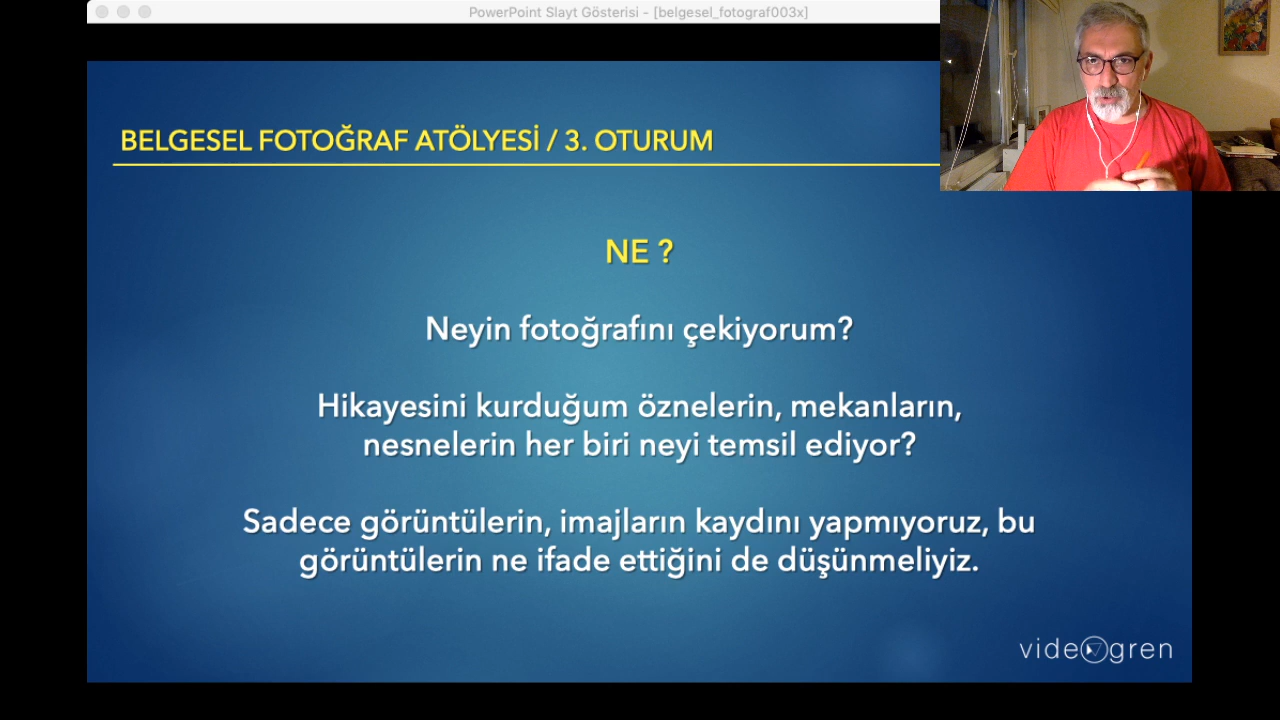 PowerPoint Slayt Gösterisi - [belgesel_fotograf003x]
BELGESEL FOTOĞRAF ATÖLYESİ / 3. OTURUM
NE ?
Neyin fotoğrafını çekiyorum?
Hikayesini kurduğum öznelerin, mekanların,
nesnelerin her biri neyi temsil ediyor?
Sadece görüntülerin, imajların kaydını yapmıyoruz, bu
görüntülerin ne ifade ettiğini de düşünmeliyiz.
videogren